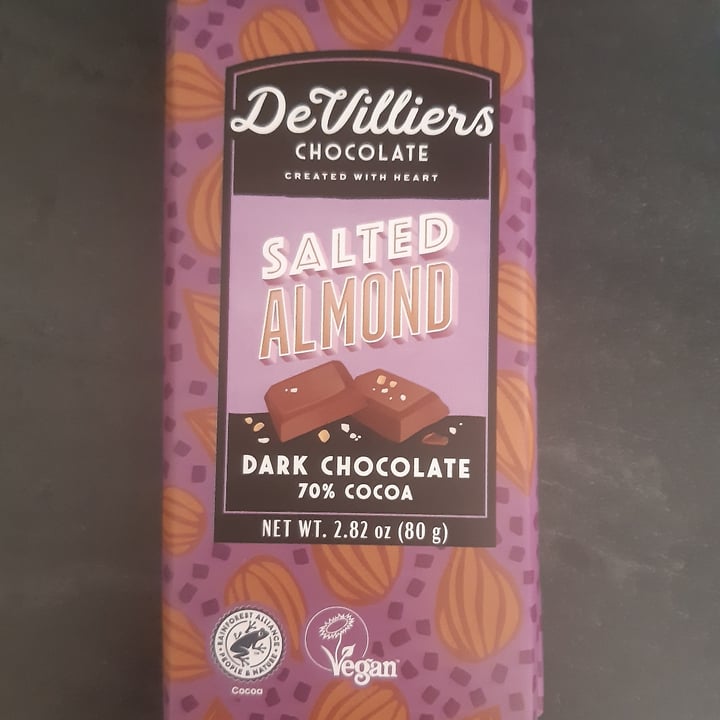 DeVilliers
CHOCOLATE
CREATED WITH HEART
SALTED
ALMOND
DARK CHOCOLATE
70% COCOA
NET WT. 2.82 oz (80 g)
RAINFOREST ALLIANCE
PEOPLE & NATURE
Cocoa
Vegan